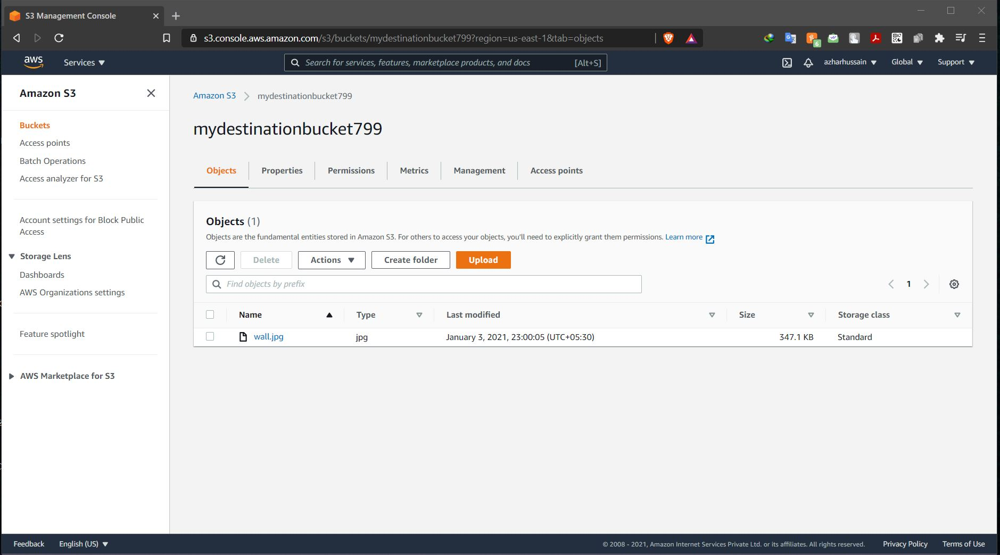 S3 Management Console
s3.console.aws.amazon.com/s3/buckets/mydestinationbucket799?region=us-east-1&tab=objects
6
aws
Services
Search for services, features, marketplace products, and docs [Alt+S]
azharhussain
Global
Support
Amazon S3
Buckets
Access points
Batch Operations
Access analyzer for S3
Account settings for Block Public
Access
Storage Lens
Dashboards
AWS Organizations settings
Feature spotlight
AWS Marketplace for S3
Amazon S3 mydestinationbucket799
mydestinationbucket799
Objects Properties Permissions Metrics Management Access points
Objects (1)
Objects are the fundamental entities stored in Amazon S3. For others to access your objects, you'll need to explicitly grant them permissions. Learn more
Delete Actions Create folder Upload
Find objects by prefix
1
Name Type Last modified Size Storage class
wall.jpg jpg January 3, 2021, 23:00:05 (UTC+05:30) 347.1 KB Standard
Feedback English (US) © 2008 - 2021, Amazon Internet Services Private Ltd. or its affiliates. All rights reserved. Privacy Policy Terms of Use